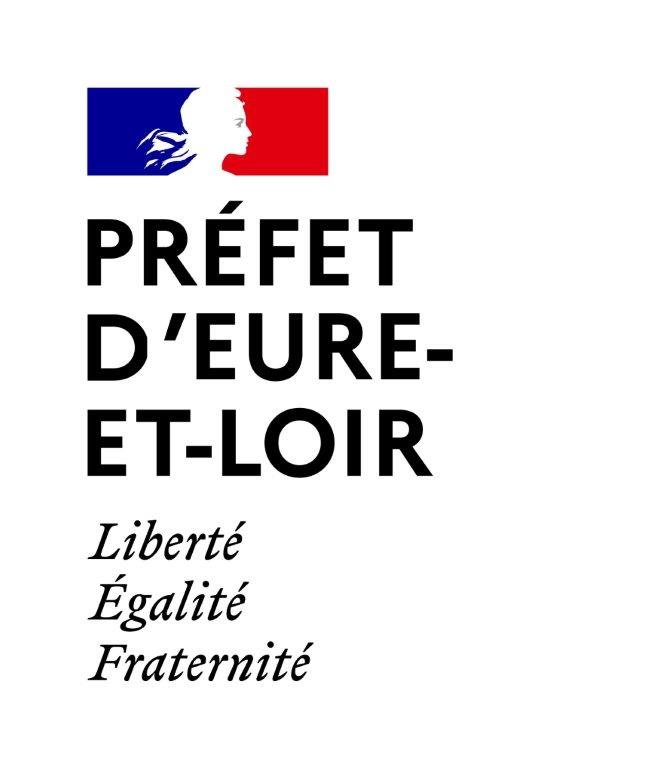 PRÉFET
D'EURE-
ET-LOIR
Liberté
Égalité
Fraternité